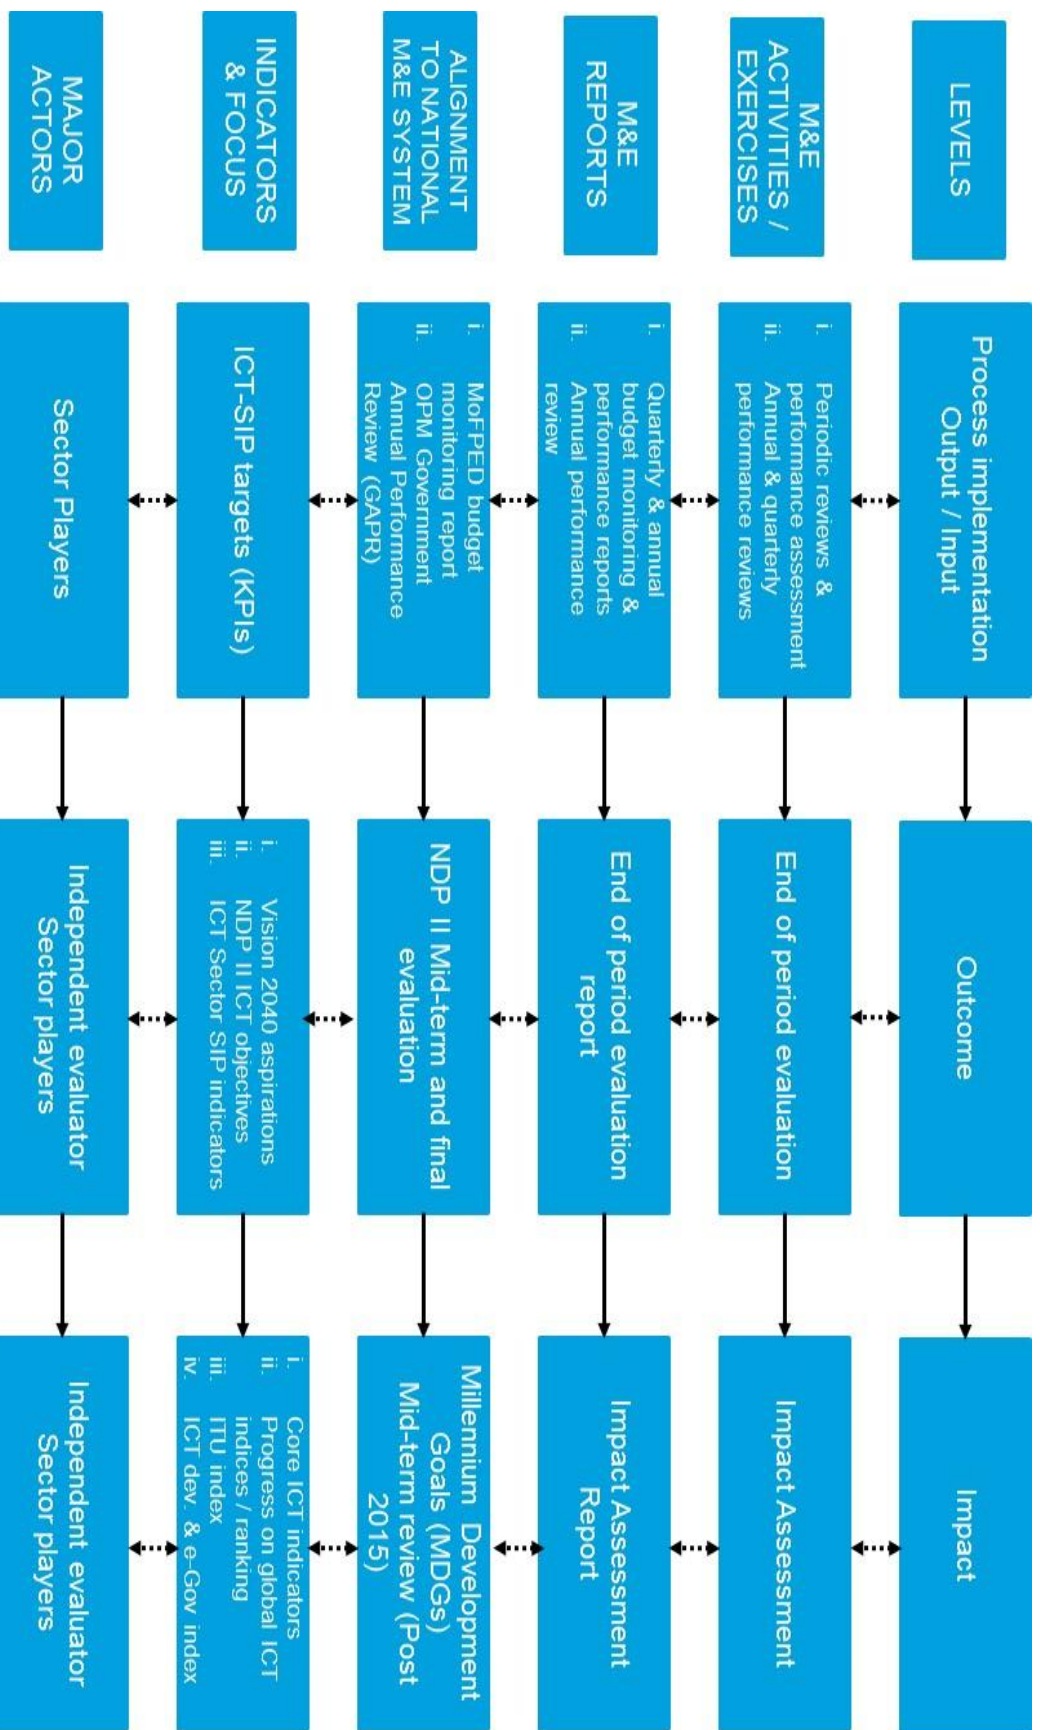 LEVELS
Process implementation
Output / Input
Outcome
Impact
M&E
ACTIVITIES /
EXERCISES
i. Periodic reviews &
performance assessment
ii. Annual & quarterly
performance reviews
End of period evaluation
Impact Assessment
M&E
REPORTS
i. Quarterly & annual
budget monitoring &
performance reports
ii. Annual performance
review
End of period evaluation
report
Impact Assessment
Report
ALIGNMENT
TO NATIONAL
M&E SYSTEM
i. MoFPED budget
monitoring report
ii. OPM Government
Annual Performance
Review (GAPR)
NDP II Mid-term and final
evaluation
Millennium Development
Goals (MDGs)
Mid-term review (Post
2015)
INDICATORS
& FOCUS
ICT-SIP targets (KPIs)
i. Vision 2040 aspirations
ii. NDP II ICT objectives
iii. ICT Sector SIP indicators
i. Core ICT indicators
ii. Progress on global ICT
indices / ranking
iii. ITU index
iv. ICT dev. & e-Gov index
MAJOR
ACTORS
Sector Players
Independent evaluator
Sector players
Independent evaluator
Sector players